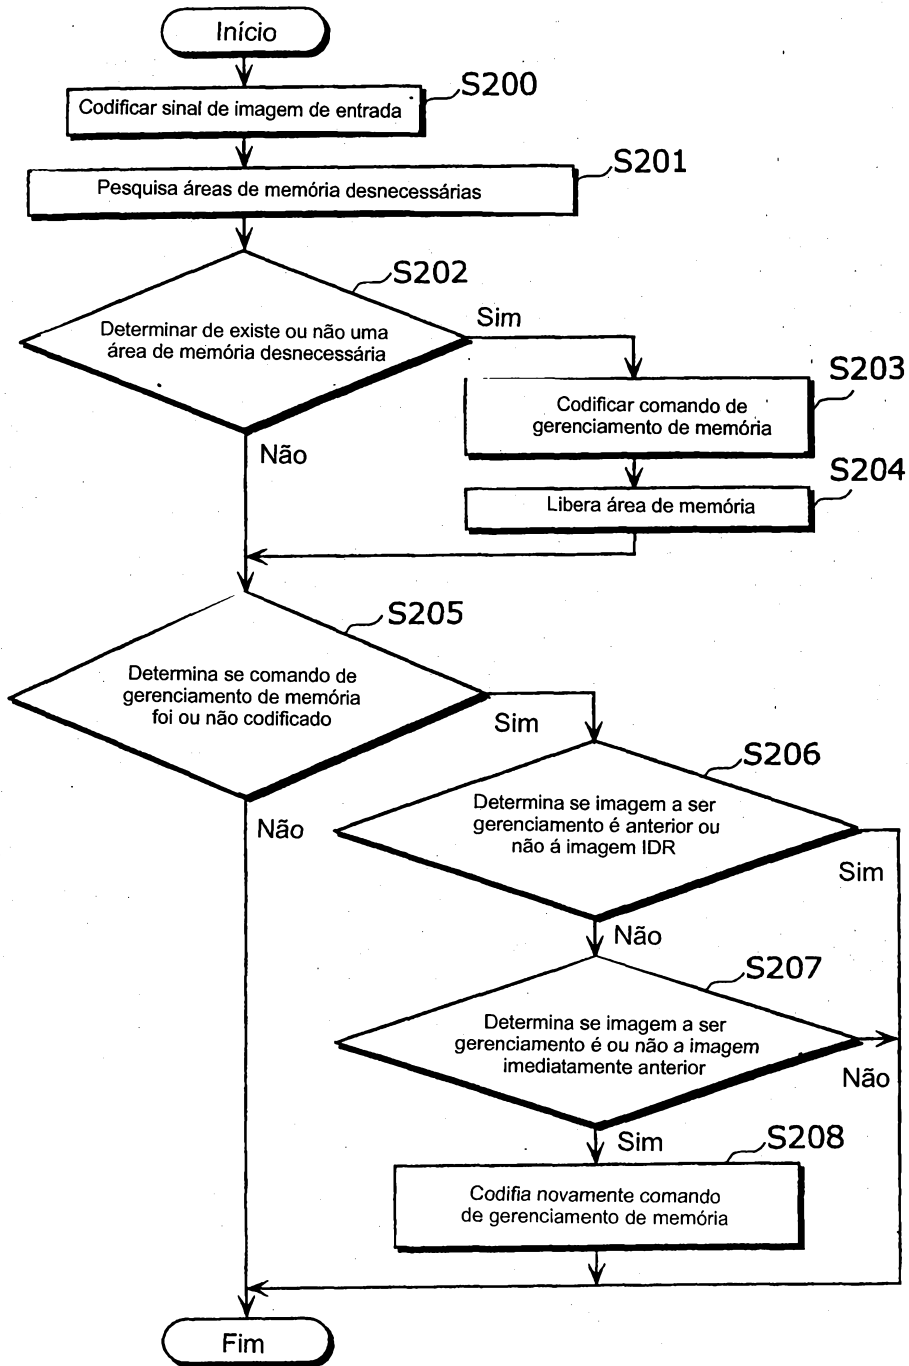 Início
S200
Codificar sinal de imagem de entrada
S201
Pesquisa áreas de memória desnecessárias
S202
Determinar de existe ou não uma
área de memória desnecessária
Sim
Não
S203
Codificar comando de
gerenciamento de memória
S204
Libera área de memória
S205
Determina se comando de
gerenciamento de memória
foi ou não codificado
Sim
Não
S206
Determina se imagem a ser
gerenciamento é anterior ou
não á imagem IDR
Sim
Não
S207
Determina se imagem a ser
gerenciamento é ou não a imagem
imediatamente anterior
Não
Sim
S208
Codifia novamente comando
de gerenciamento de memória
Fim